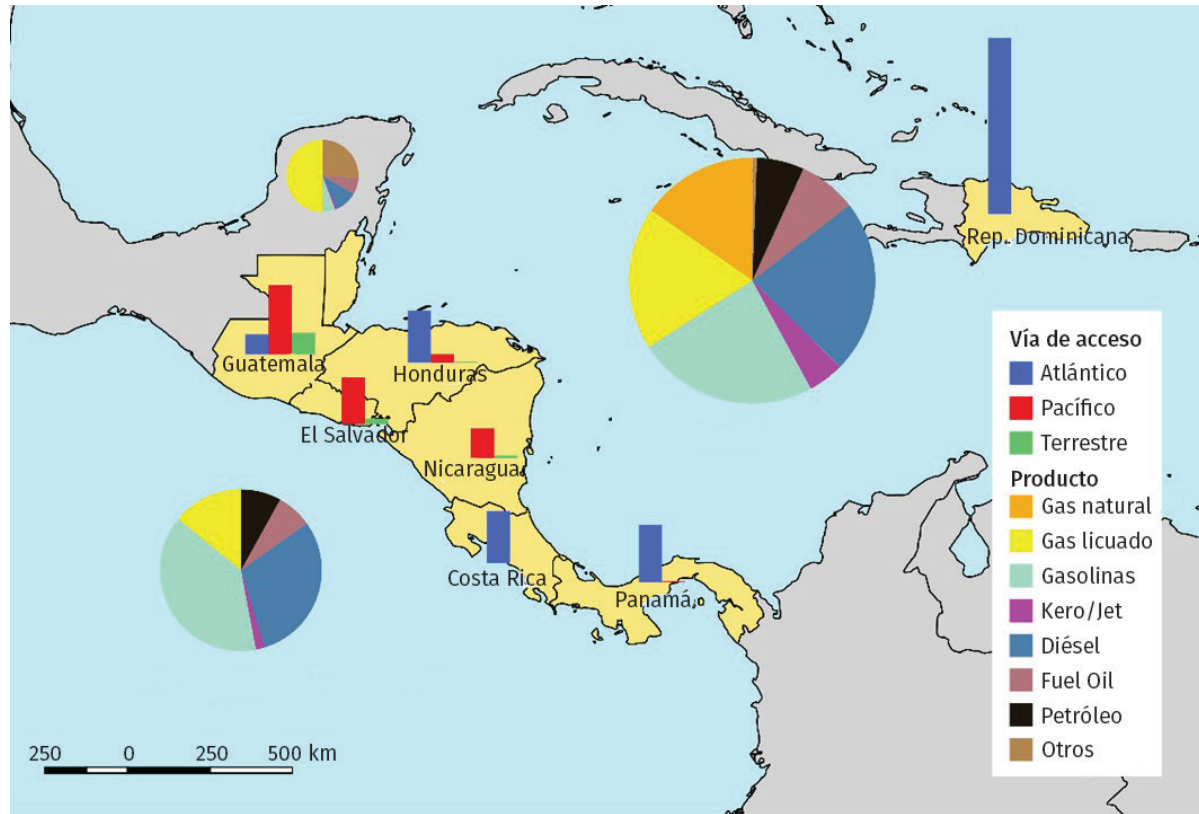 Rep. Dominicana
Guatemala
Honduras
El Salvador
Nicaragua
Costa Rica
Panamá
Vía de acceso
Atlántico
Pacífico
Terrestre
Producto
Gas natural
Gas licuado
Gasolinas
Kero/Jet
Diésel
Fuel Oil
Petróleo
Otros
250 0 250 500 km